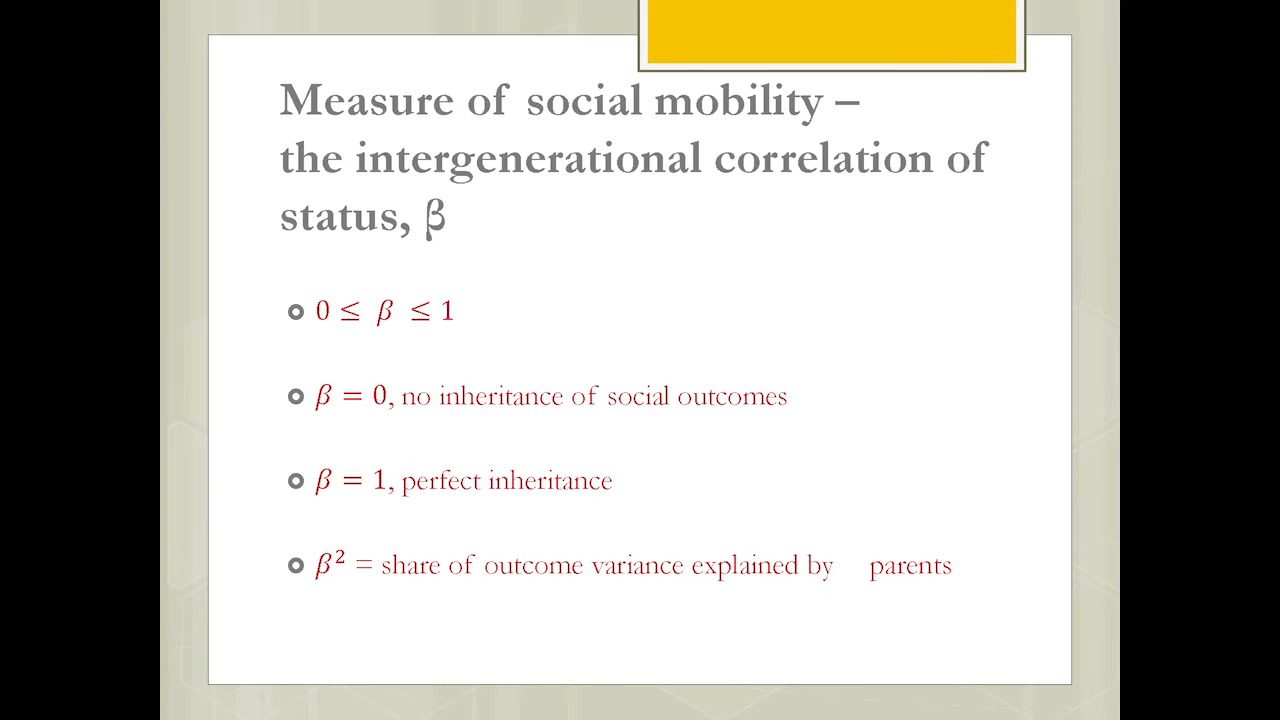 Measure of social mobility –
the intergenerational correlation of
status, β
0 ≤ β ≤ 1
β = 0, no inheritance of social outcomes
β = 1, perfect inheritance
β² = share of outcome variance explained by parents